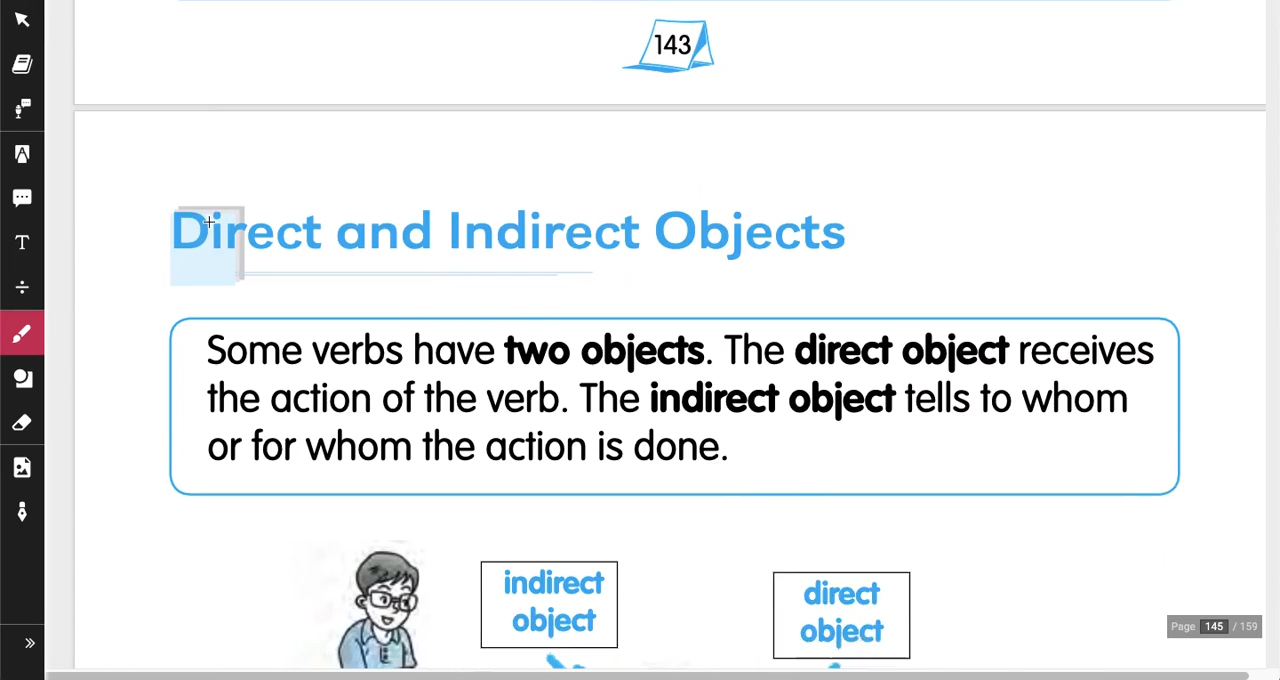 143
Direct and Indirect Objects
Some verbs have two objects. The direct object receives
the action of the verb. The indirect object tells to whom
or for whom the action is done.
indirect
object
direct
object
Page 145 / 159